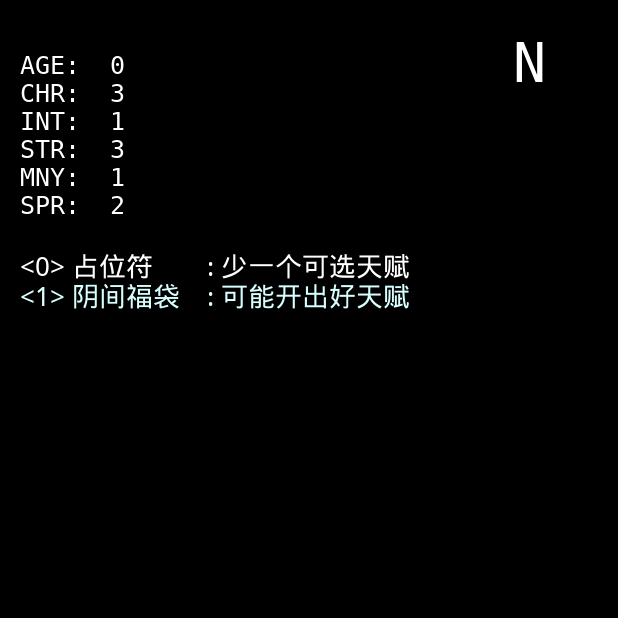 N
AGE: 0
CHR: 3
INT: 1
STR: 3
MNY: 1
SPR: 2
<0> 占位符 :少一个可选天赋
<1> 阴间福袋 :可能开出好天赋